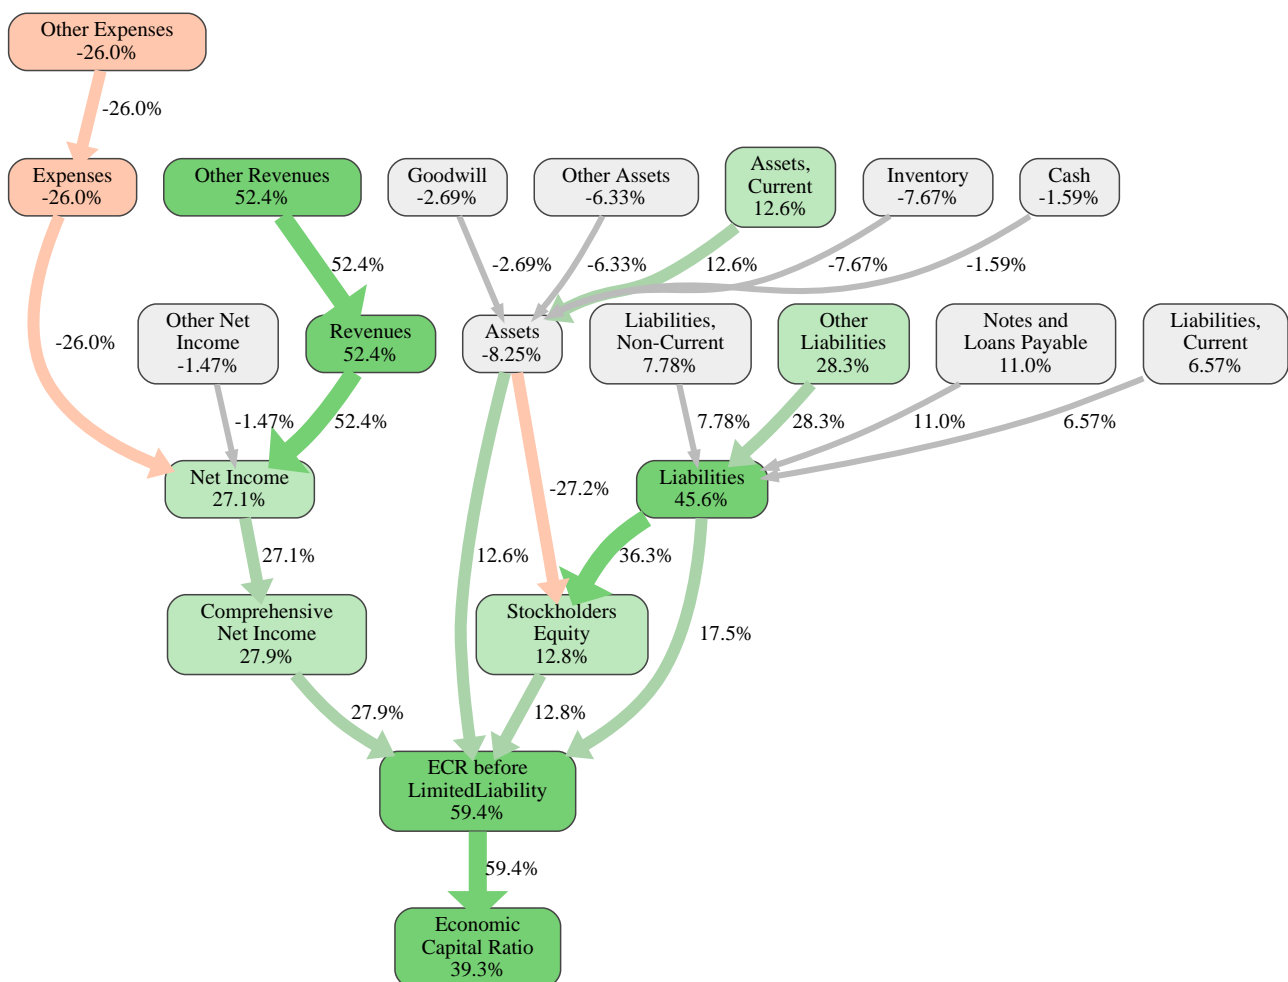 Other Expenses
-26.0%
-26.0%
Expenses
-26.0%
Other Revenues
52.4%
Goodwill
-2.69%
Other Assets
-6.33%
Assets,
Current
12.6%
Inventory
-7.67%
Cash
-1.59%
52.4%
-2.69%
-6.33%
12.6%
-7.67%
-1.59%
-26.0%
Other Net
Income
-1.47%
Revenues
52.4%
Assets
-8.25%
Liabilities,
Non-Current
7.78%
Other
Liabilities
28.3%
Notes and
Loans Payable
11.0%
Liabilities,
Current
6.57%
-1.47%
52.4%
7.78%
28.3%
11.0%
6.57%
Net Income
27.1%
-27.2%
Liabilities
45.6%
27.1%
12.6%
36.3%
Comprehensive
Net Income
27.9%
Stockholders
Equity
12.8%
17.5%
27.9%
12.8%
ECR before
LimitedLiability
59.4%
59.4%
Economic
Capital Ratio
39.3%